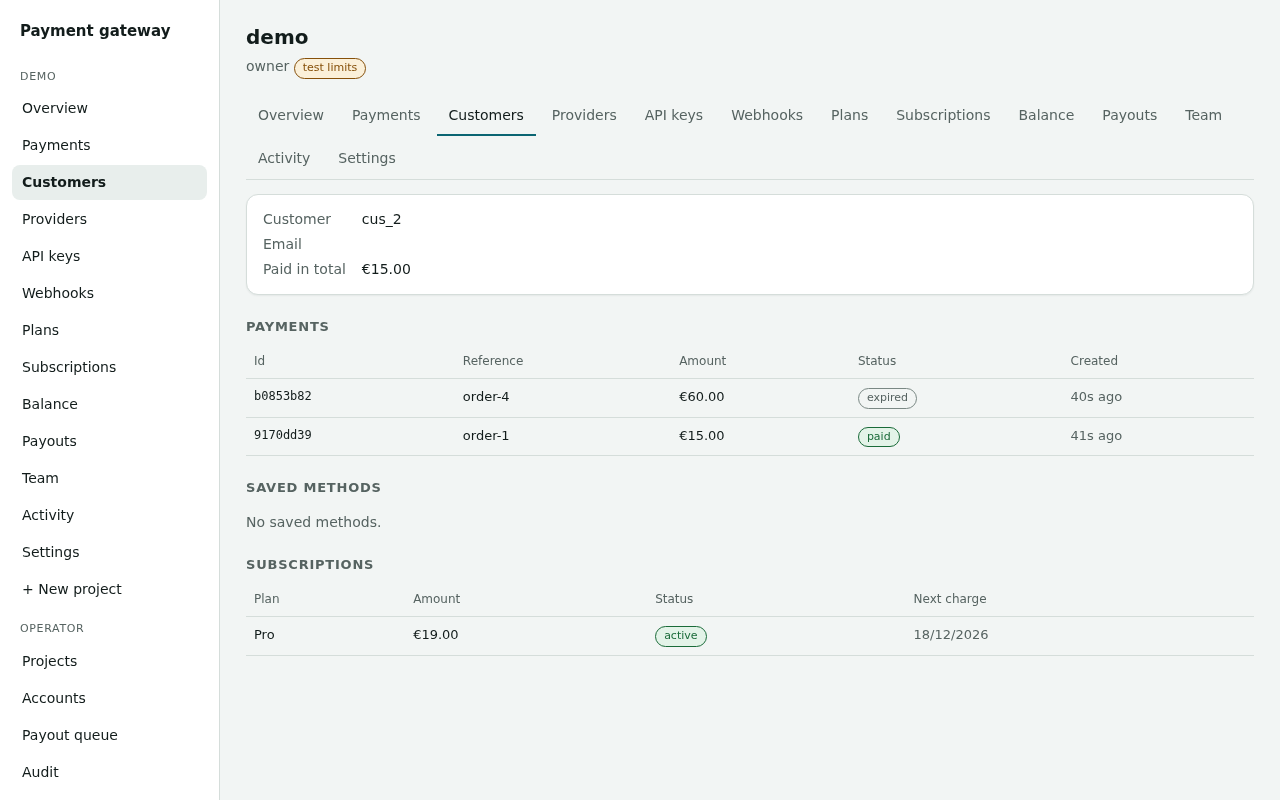 Payment gateway
DEMO
Overview
Payments
Customers
Providers
API keys
Webhooks
Plans
Subscriptions
Balance
Payouts
Team
Activity
Settings
+ New project
OPERATOR
Projects
Accounts
Payout queue
Audit
demo
owner test limits
Overview Payments Customers Providers API keys Webhooks Plans Subscriptions Balance Payouts Team
Activity Settings
Customer cus_2
Email
Paid in total €15.00
PAYMENTS
Id Reference Amount Status Created
b0853b82 order-4 €60.00 expired 40s ago
9170dd39 order-1 €15.00 paid 41s ago
SAVED METHODS
No saved methods.
SUBSCRIPTIONS
Plan Amount Status Next charge
Pro €19.00 active 18/12/2026